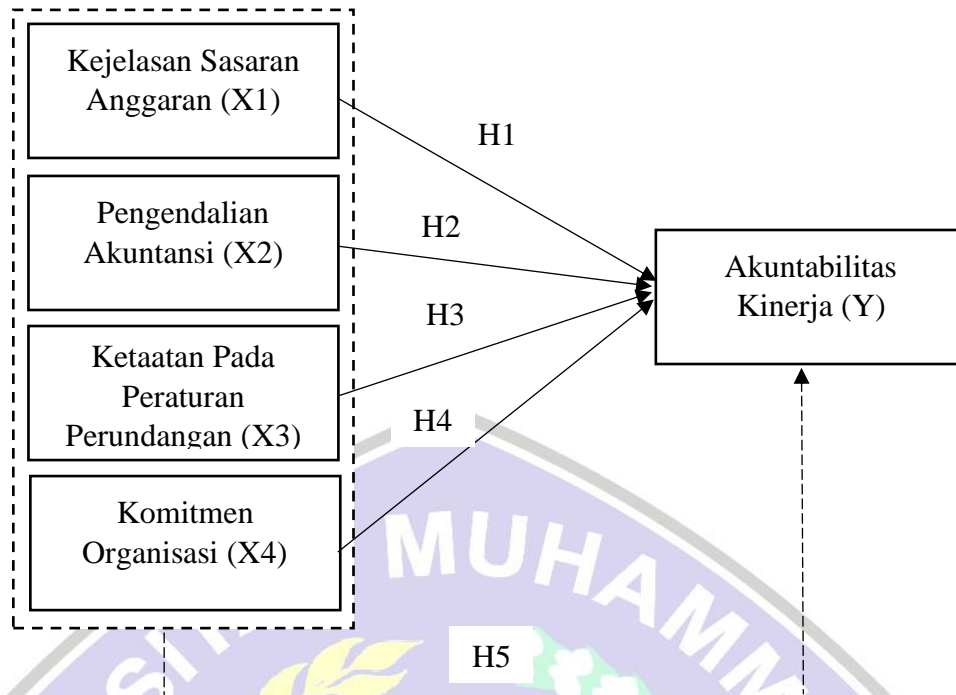 Kejelasan Sasaran
Anggaran (X1)
H1
Pengendalian
Akuntansi (X2)
H2
Akuntabilitas
Kinerja (Y)
Ketaatan Pada
Peraturan
Perundangan (X3)
H3
H4
Komitmen
Organisasi (X4)
MUHAMM
SIT
H5